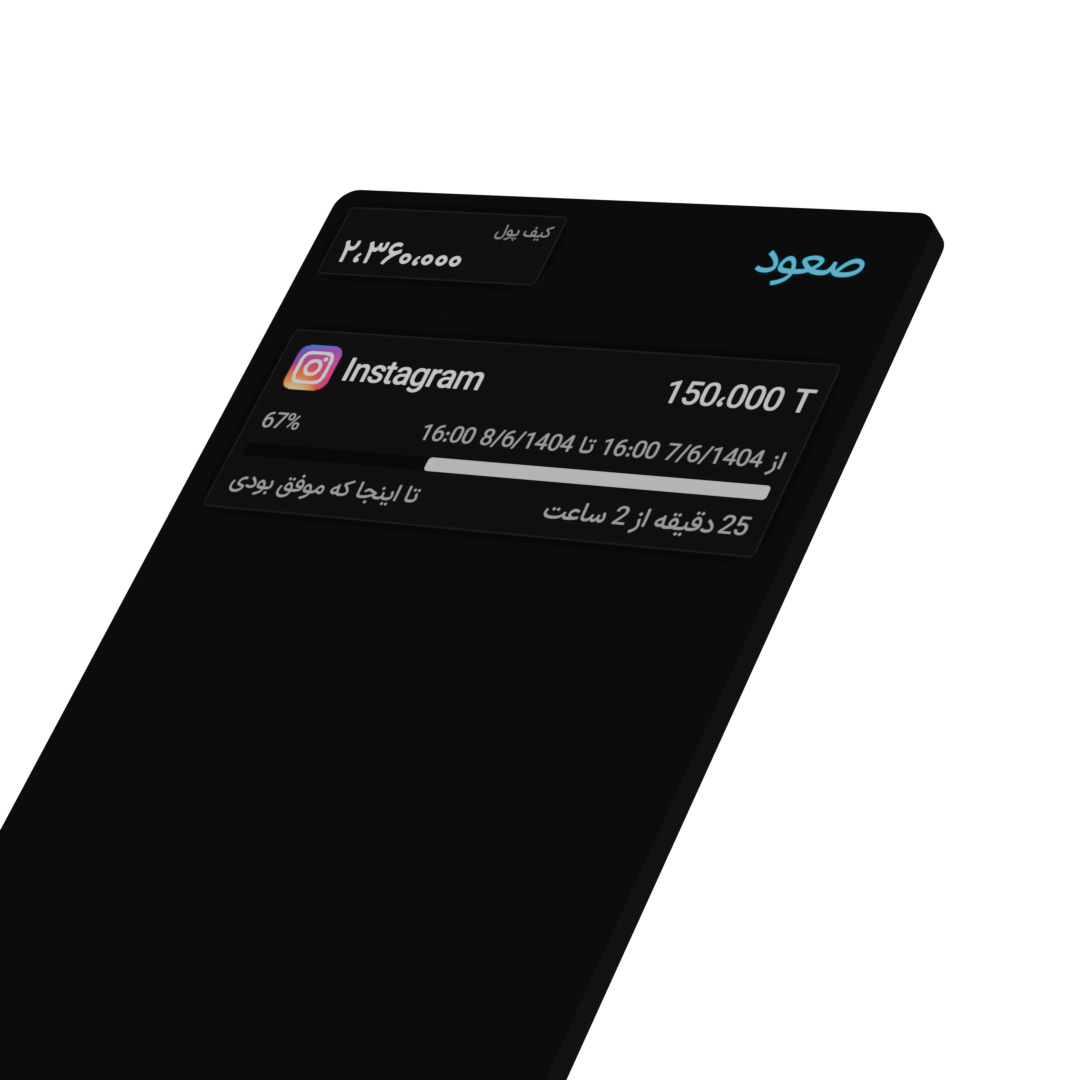 صعود
کیف پول
۲،۳۶۰،۰۰۰
Instagram
150،000 T
از 7/6/1404 16:00 تا 8/6/1404 16:00
67%
25 دقیقه از 2 ساعت
تا اینجا که موفق بودی